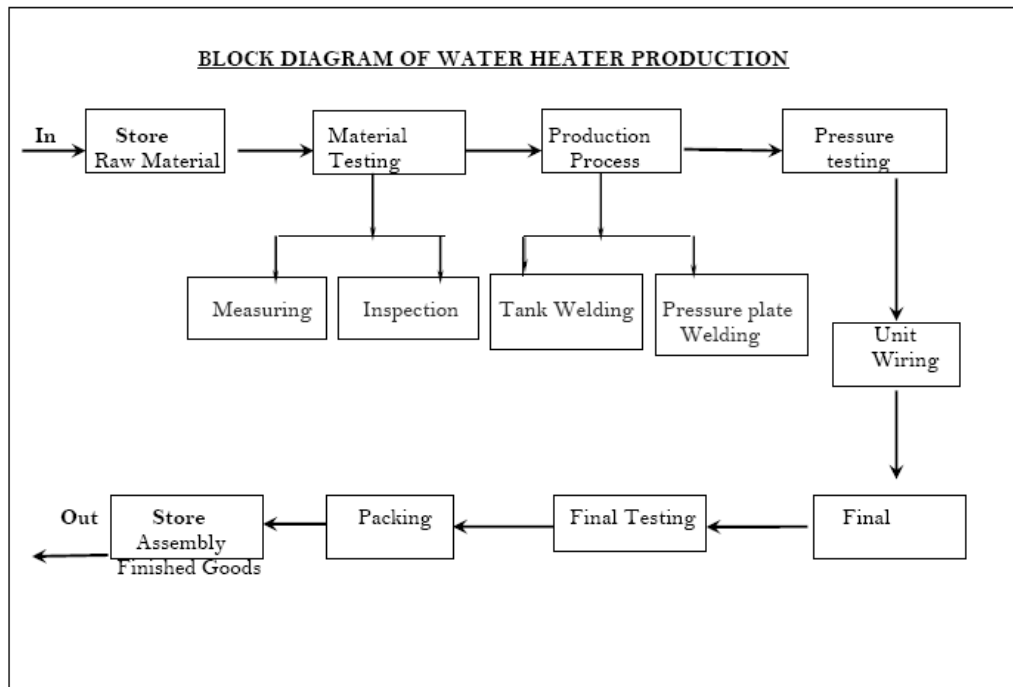 BLOCK DIAGRAM OF WATER HEATER PRODUCTION
In
Store
Raw Material
Material
Testing
Production
Process
Pressure
testing
Measuring
Inspection
Tank Welding
Pressure plate
Welding
Unit
Wiring
Out
Store
Assembly
Finished Goods
Packing
Final Testing
Final